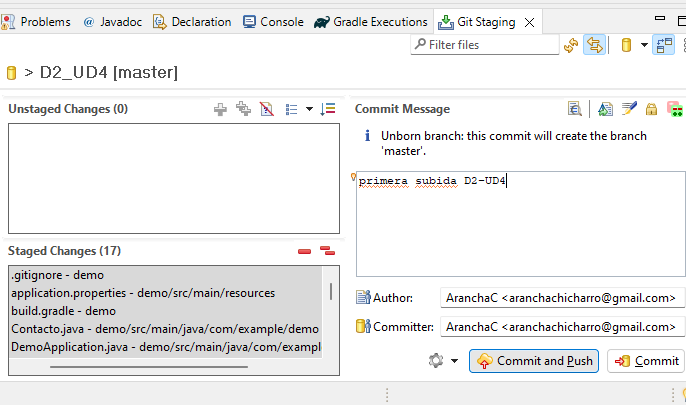 Problems @ Javadoc Declaration Console Gradle Executions Git Staging
Filter files
> D2_UD4 [master]
Unstaged Changes (0)
Commit Message
Unborn branch: this commit will create the branch
'master'.
primera subida D2-UD4
Staged Changes (17)
.gitignore - demo
application.properties - demo/src/main/resources
build.gradle - demo
Contacto.java - demo/src/main/java/com/example/demo
DemoApplication.java - demo/src/main/java/com/exampl
Author: AranchaC <aranchachicharro@gmail.com>
Committer: AranchaC <aranchachicharro@gmail.com>
Commit and Push Commit